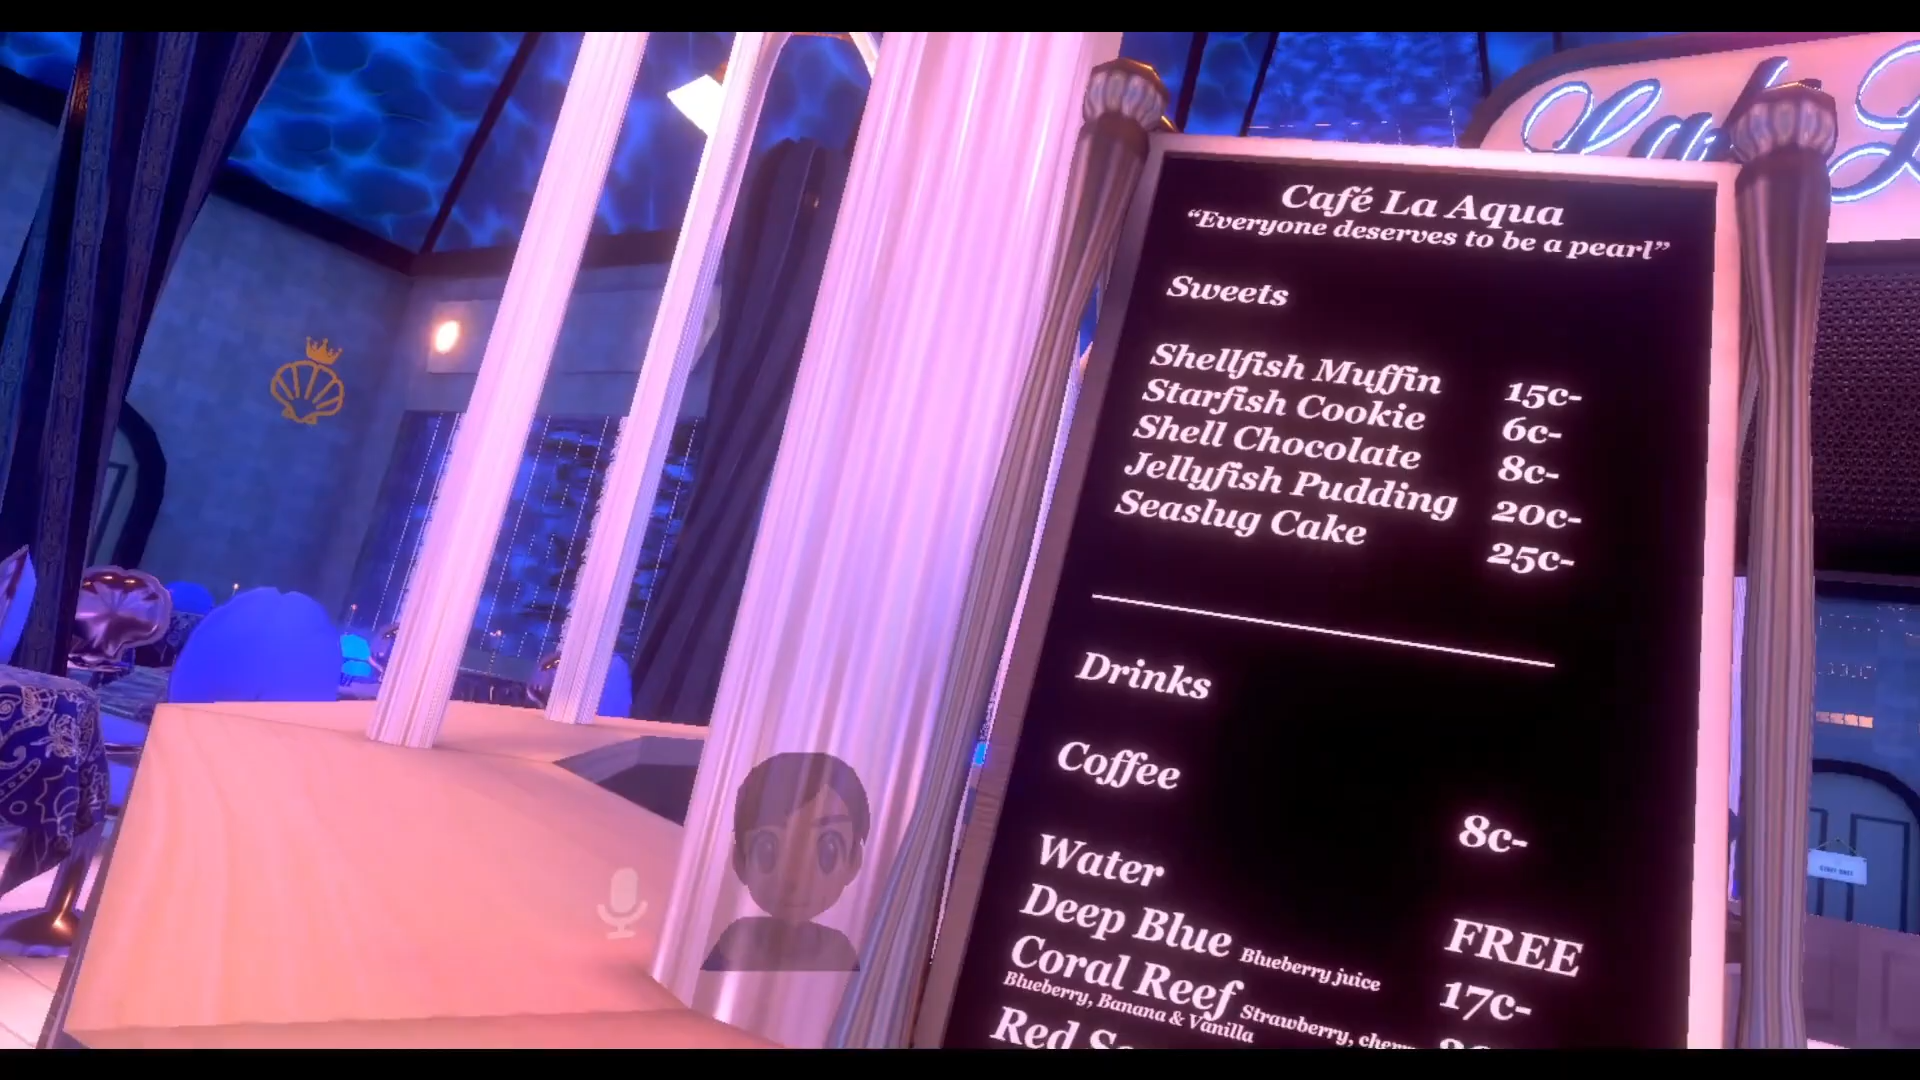 Café La Aqua
“Everyone deserves to be a pearl”
Sweets
Shellfish Muffin 15c-
Starfish Cookie 6c-
Shell Chocolate 8c-
Jellyfish Pudding 20c-
Seaslug Cake 25c-
Drinks
Coffee 8c-
Water FREE
Deep Blue Blueberry juice 17c-
Coral Reef Strawberry,
Blueberry, Banana & Vanilla
Red